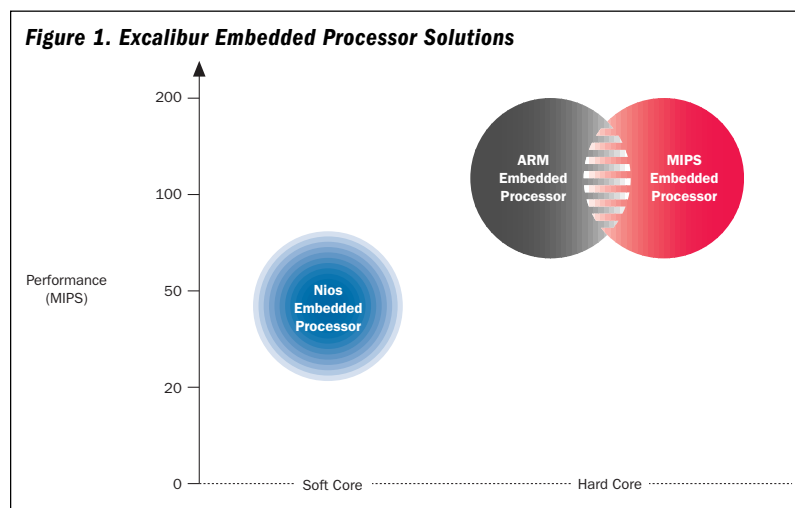 Figure 1. Excalibur Embedded Processor Solutions
200
100
Performance
(MIPS)
50
20
0
ARM
Embedded
Processor
MIPS
Embedded
Processor
Nios
Embedded
Processor
Soft Core
Hard Core